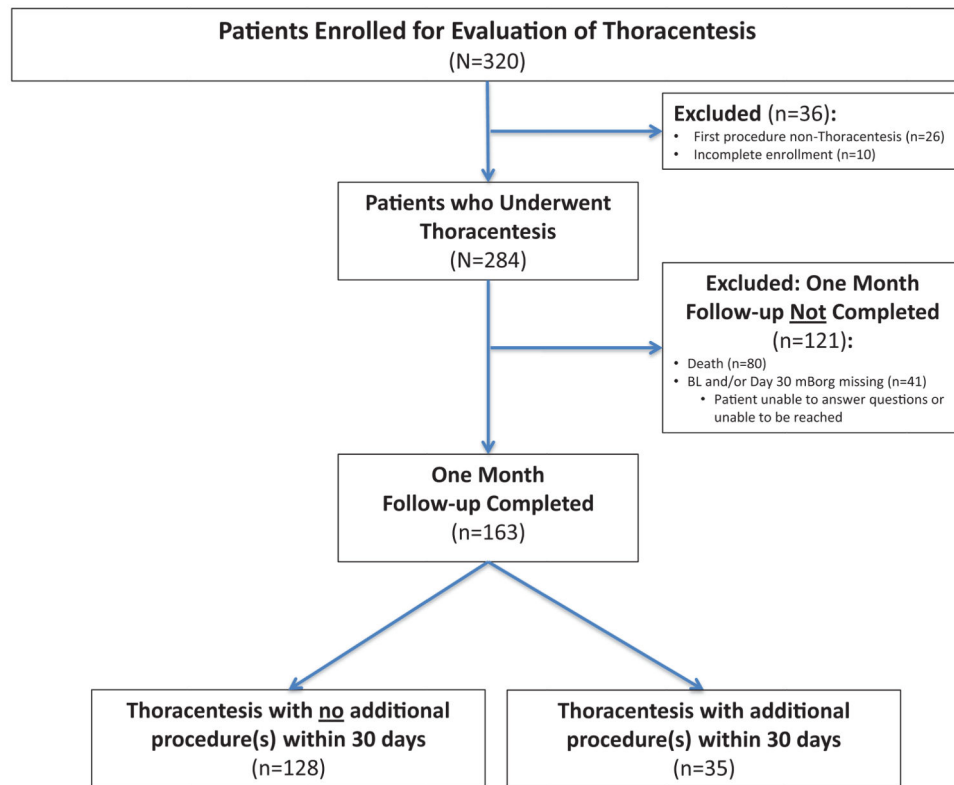 Patients Enrolled for Evaluation of Thoracentesis
(N=320)
Excluded (n=36):
• First procedure non-Thoracentesis (n=26)
• Incomplete enrollment (n=10)
Patients who Underwent
Thoracentesis
(N=284)
Excluded: One Month
Follow-up Not Completed
(n=121):
• Death (n=80)
• BL and/or Day 30 mBorg missing (n=41)
• Patient unable to answer questions or
unable to be reached
One Month
Follow-up Completed
(n=163)
Thoracentesis with no additional
procedure(s) within 30 days
(n=128)
Thoracentesis with additional
procedure(s) within 30 days
(n=35)